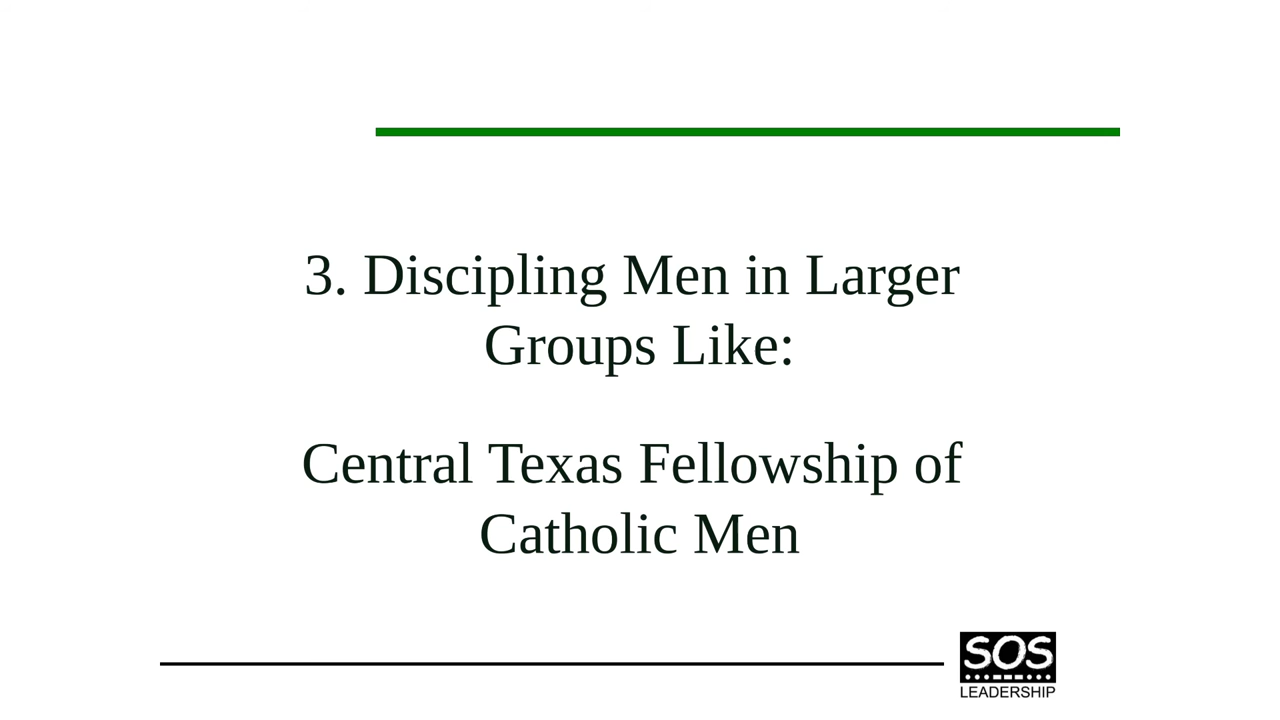 3. Discipling Men in Larger
Groups Like:
Central Texas Fellowship of
Catholic Men
SOS
LEADERSHIP